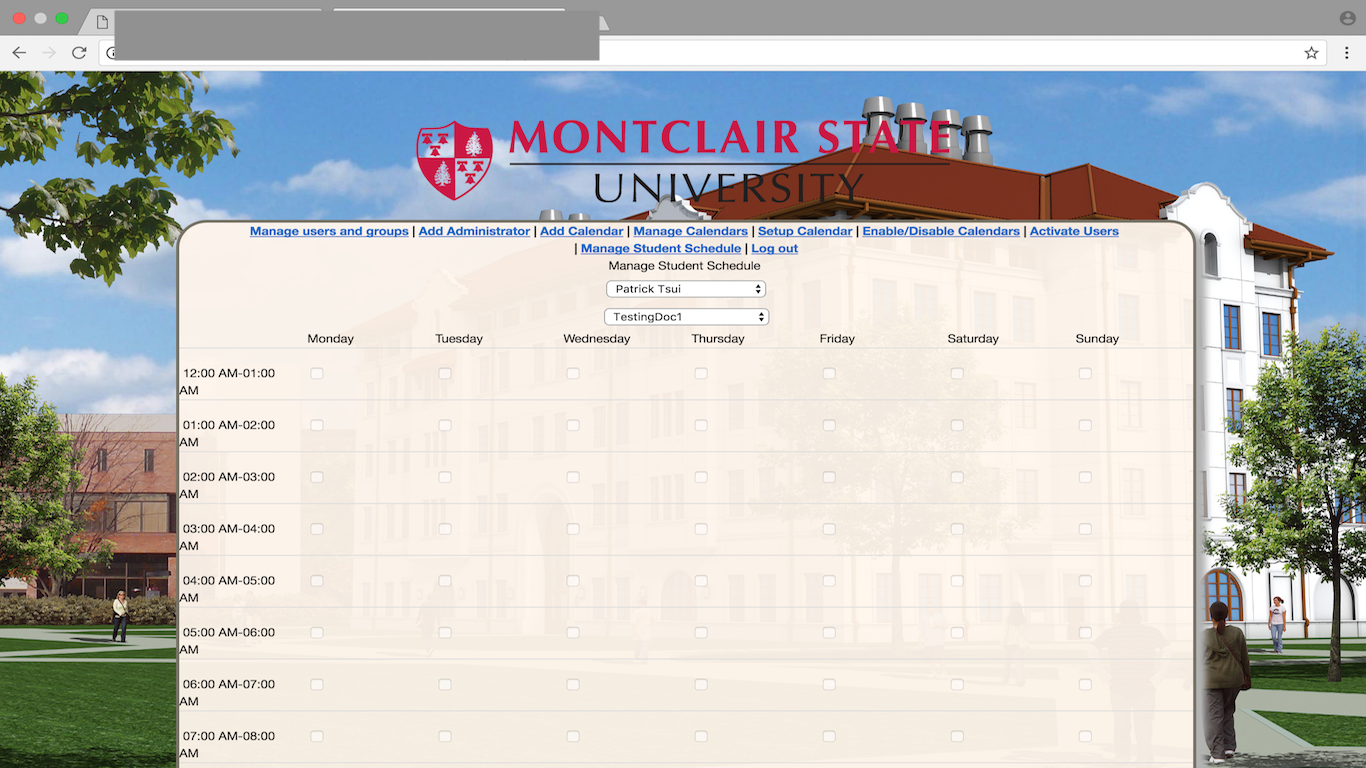 MONTCLAIR STATE
UNIVERSITY
Manage users and groups | Add Administrator | Add Calendar | Manage Calendars | Setup Calendar | Enable/Disable Calendars | Activate Users
| Manage Student Schedule | Log out
Manage Student Schedule
Patrick Tsui
TestingDoc1
Monday Tuesday Wednesday Thursday Friday Saturday Sunday
12:00 AM-01:00
AM
01:00 AM-02:00
AM
02:00 AM-03:00
AM
03:00 AM-04:00
AM
04:00 AM-05:00
AM
05:00 AM-06:00
AM
06:00 AM-07:00
AM
07:00 AM-08:00
AM